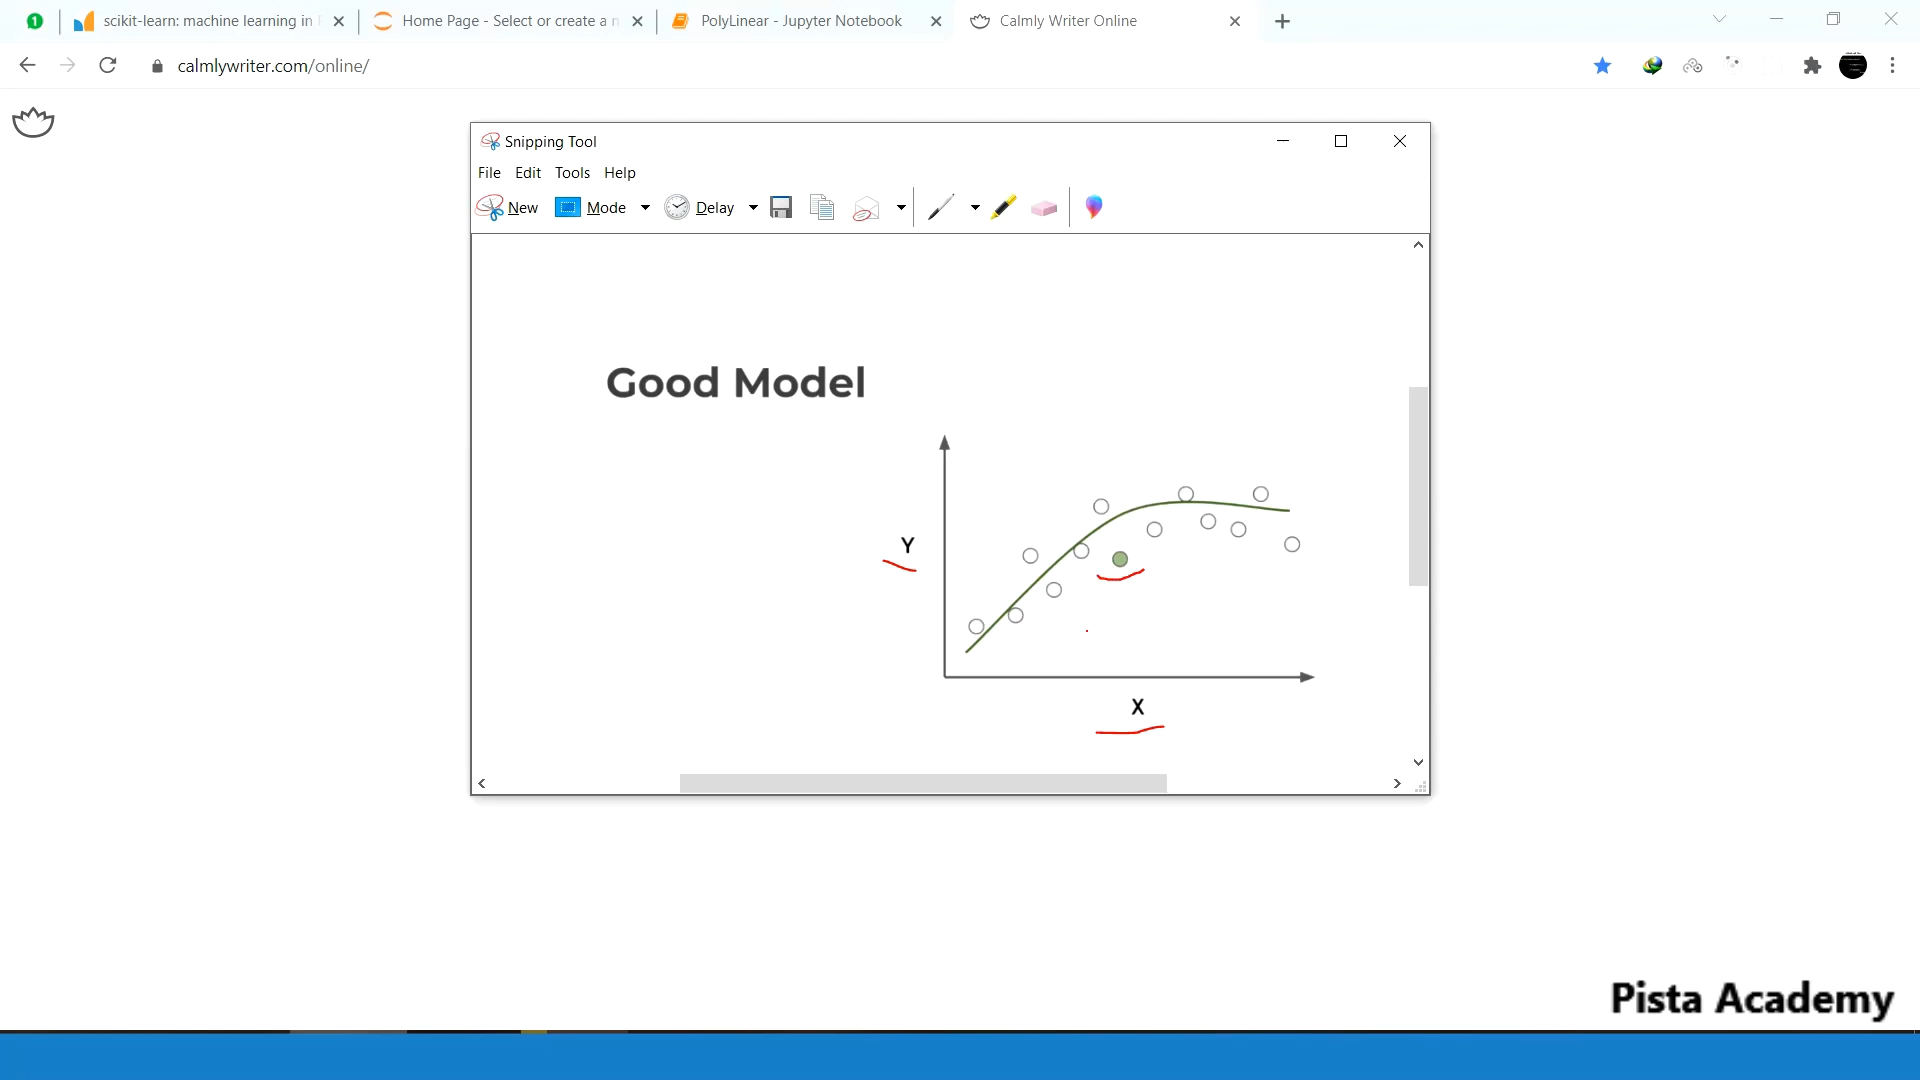 1
scikit-learn: machine learning in
Home Page - Select or create a n
PolyLinear - Jupyter Notebook
Calmly Writer Online
calmlywriter.com/online/
Snipping Tool
File Edit Tools Help
New Mode Delay
Good Model
Y
X
Pista Academy